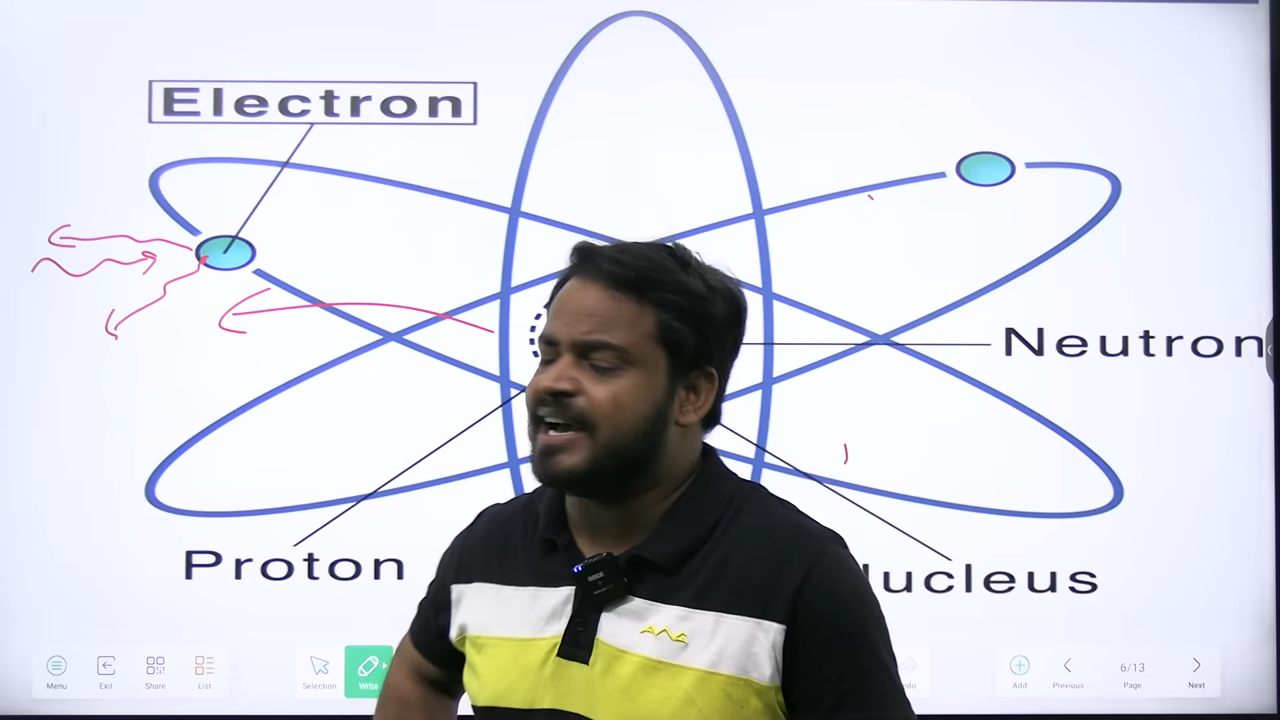 Electron
Neutron
Proton
Nucleus
Menu
Exit
Share
List
Selection
Write
Add
Previous
6/13
Page
Next